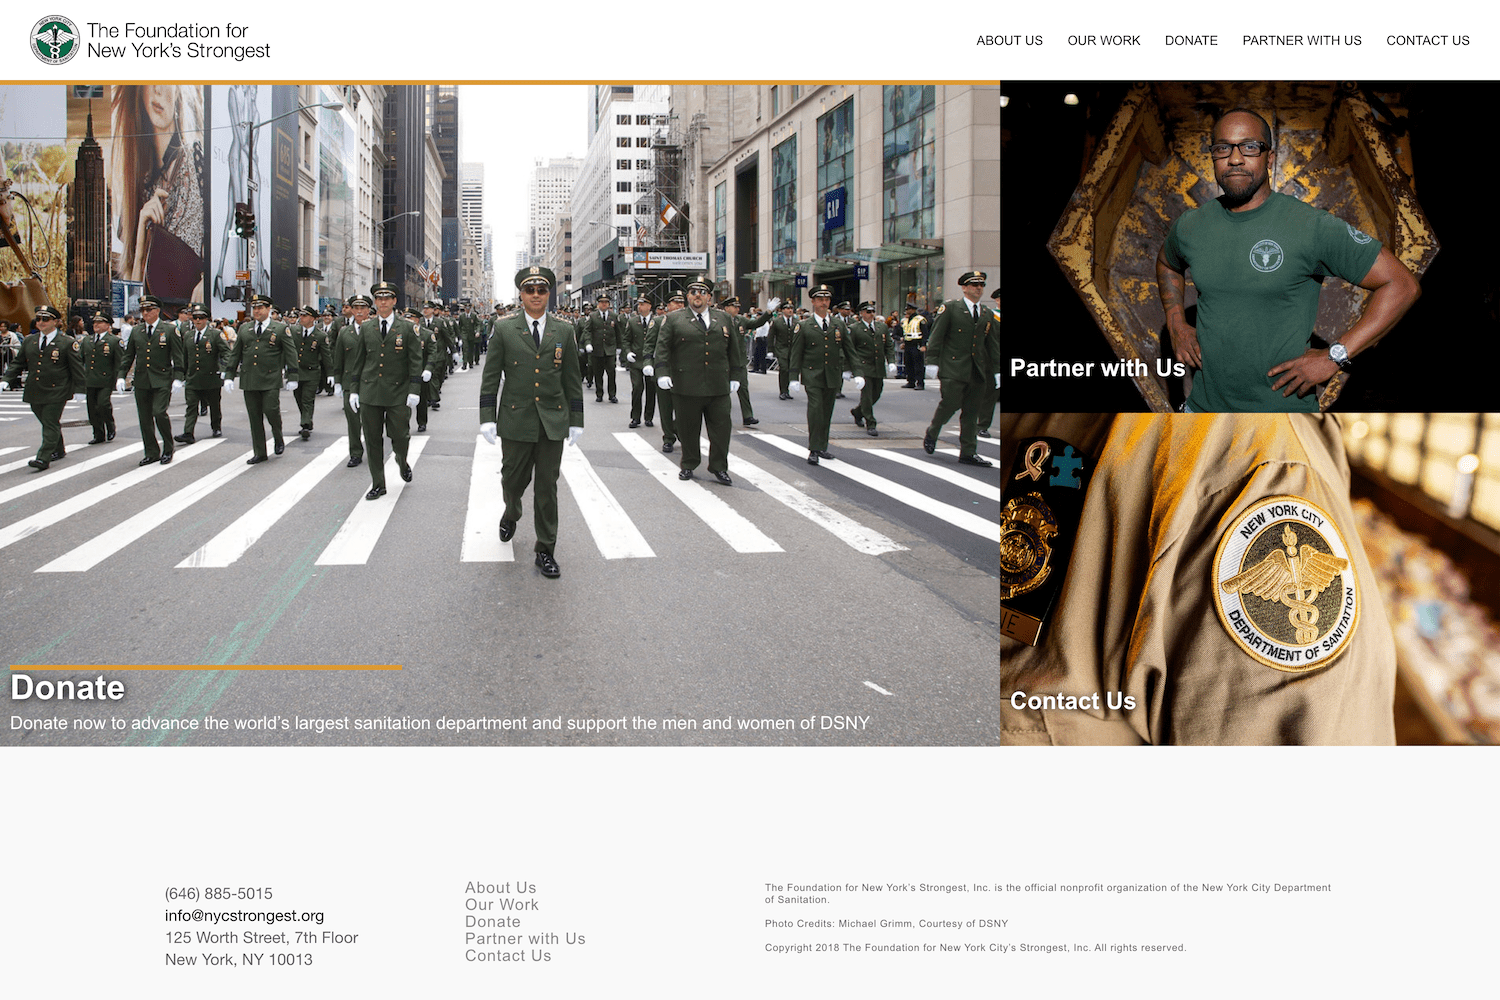 The Foundation for
New York's Strongest
ABOUT US
OUR WORK
DONATE
PARTNER WITH US
CONTACT US
GAP
SAINT THOMAS CHURCH
GAP
GAP
Partner with Us
NEW YORK CITY
DEPARTMENT OF SANITATION
Contact Us
Donate
Donate now to advance the world's largest sanitation department and support the men and women of DSNY
(646) 885-5015
info@nycstrongest.org
125 Worth Street, 7th Floor
New York, NY 10013
About Us
Our Work
Donate
Partner with Us
Contact Us
The Foundation for New York's Strongest, Inc. is the official nonprofit organization of the New York City Department
of Sanitation.
Photo Credits: Michael Grimm, Courtesy of DSNY
Copyright 2018 The Foundation for New York City's Strongest, Inc. All rights reserved.